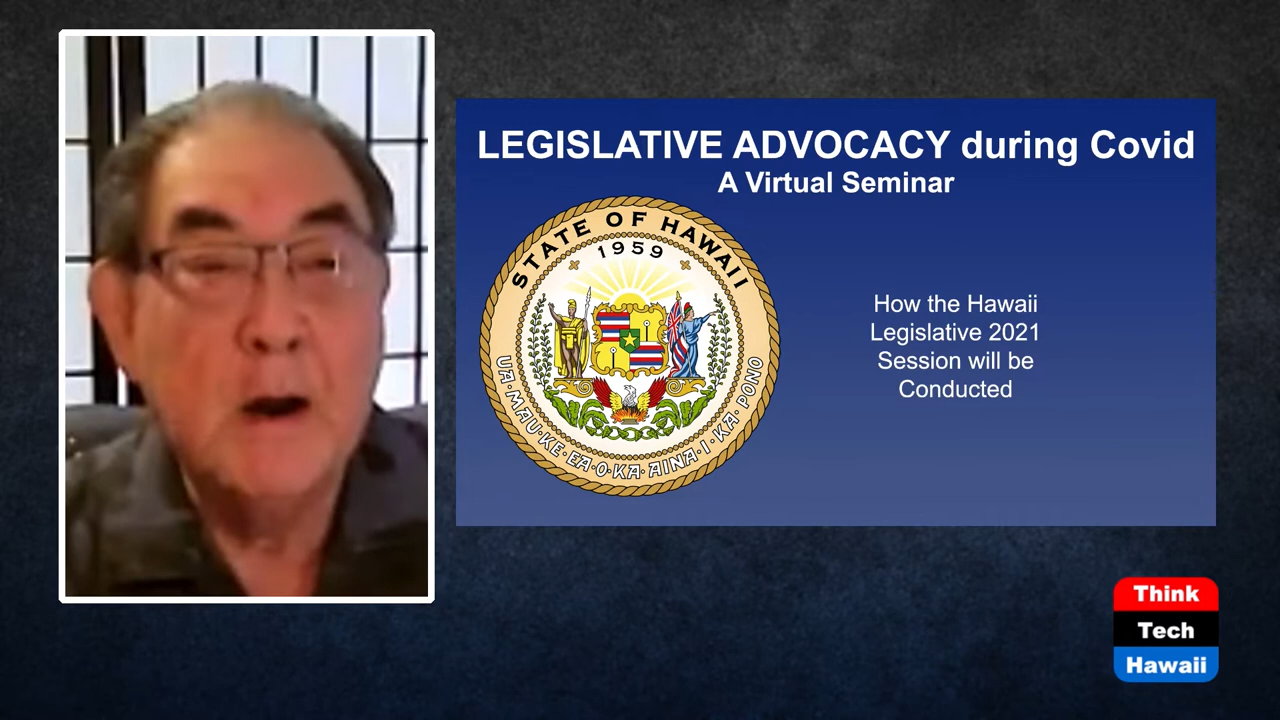 LEGISLATIVE ADVOCACY during Covid
A Virtual Seminar
STATE OF HAWAII
1959
UA·MAU·KE·EA·O·KA·AINA·I·KA·PONO
How the Hawaii
Legislative 2021
Session will be
Conducted
Think
Tech
Hawaii